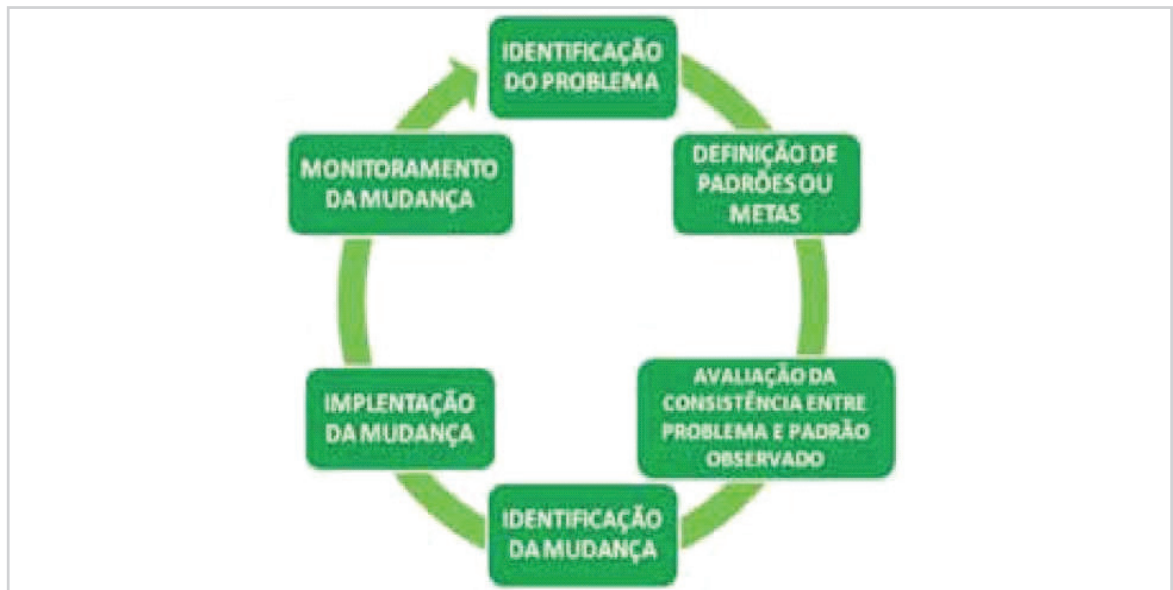 IDENTIFICAÇÃO
DO PROBLEMA
DEFINIÇÃO DE
PADRÕES OU
METAS
AVALIAÇÃO DA
CONSISTÊNCIA ENTRE
PROBLEMA E PADRÃO
OBSERVADO
IDENTIFICAÇÃO
DA MUDANÇA
IMPLENTAÇÃO
DA MUDANÇA
MONITORAMENTO
DA MUDANÇA